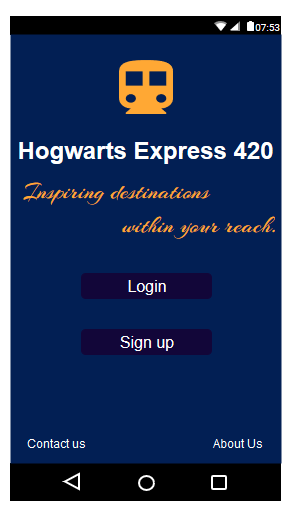 07:53
Hogwarts Express 420
Inspiring destinations
within your reach.
Login
Sign up
Contact us About Us